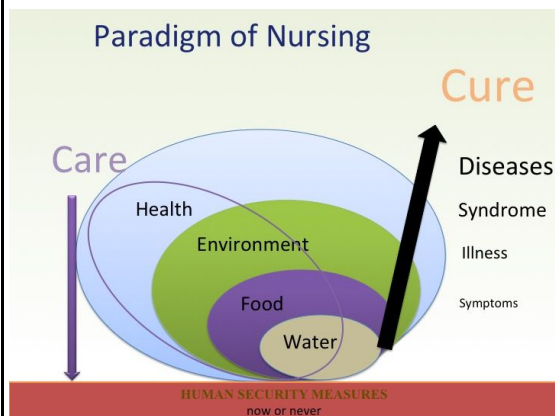 Paradigm of Nursing
Cure
Care
Diseases
Health
Syndrome
Environment
Illness
Food
Symptoms
Water
HUMAN SECURITY MEASURES
now or never